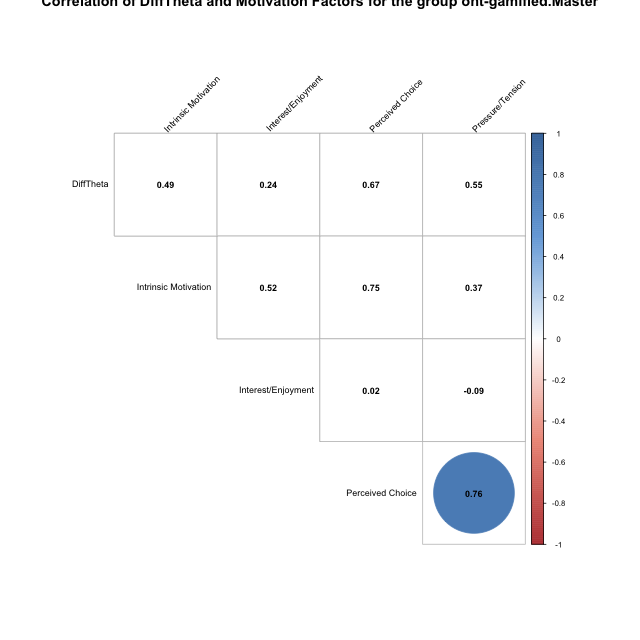 Correlation of DiffTheta and Motivation Factors for the group ont-gamified.Master
Intrinsic Motivation
Interest/Enjoyment
Perceived Choice
Pressure/Tension
1
DiffTheta 0.49 0.24 0.67 0.55
0.8
0.6
0.4
Intrinsic Motivation 0.52 0.75 0.37
0.2
0
-0.2
Interest/Enjoyment 0.02 -0.09
-0.4
-0.6
Perceived Choice 0.76
-0.8
-1